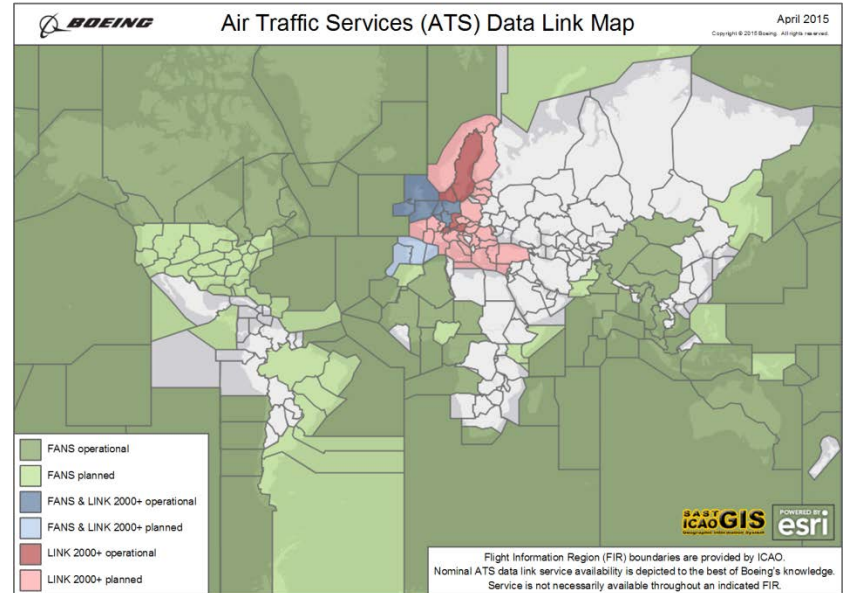 BOEING
Air Traffic Services (ATS) Data Link Map
April 2015
Copyright © 2015 Boeing. All rights reserved.
FANS operational
FANS planned
FANS & LINK 2000+ operational
FANS & LINK 2000+ planned
LINK 2000+ operational
LINK 2000+ planned
SAST
ICAO GIS
Geographic Information System
POWERED BY
esri
Flight Information Region (FIR) boundaries are provided by ICAO.
Nominal ATS data link service availability is depicted to the best of Boeing's knowledge.
Service is not necessarily available throughout an indicated FIR.